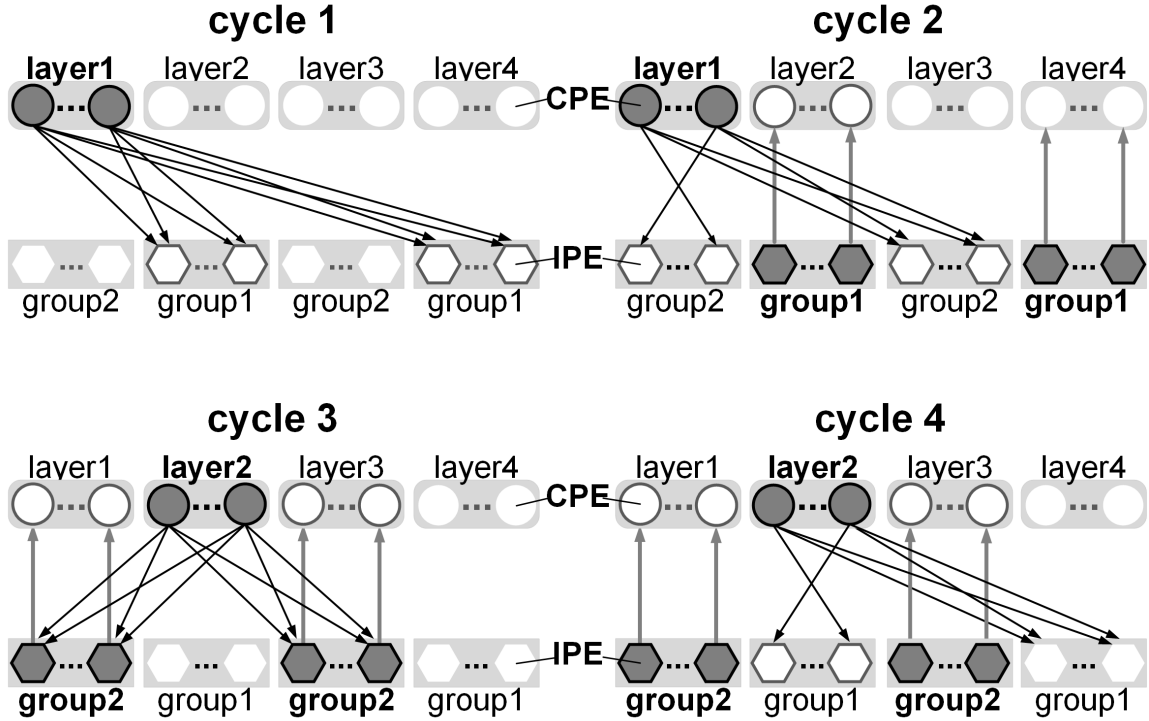 cycle 1 cycle 2
layer1 layer2 layer3 layer4 layer1 layer2 layer3 layer4
... ... ... ... CPE ... ... ... ...
... ... ... ... IPE ... ... ... ...
group2 group1 group2 group1 group2 group1 group2 group1
cycle 3 cycle 4
layer1 layer2 layer3 layer4 layer1 layer2 layer3 layer4
... ... ... ... CPE ... ... ... ...
... ... ... ... IPE ... ... ... ...
group2 group1 group2 group1 group2 group1 group2 group1